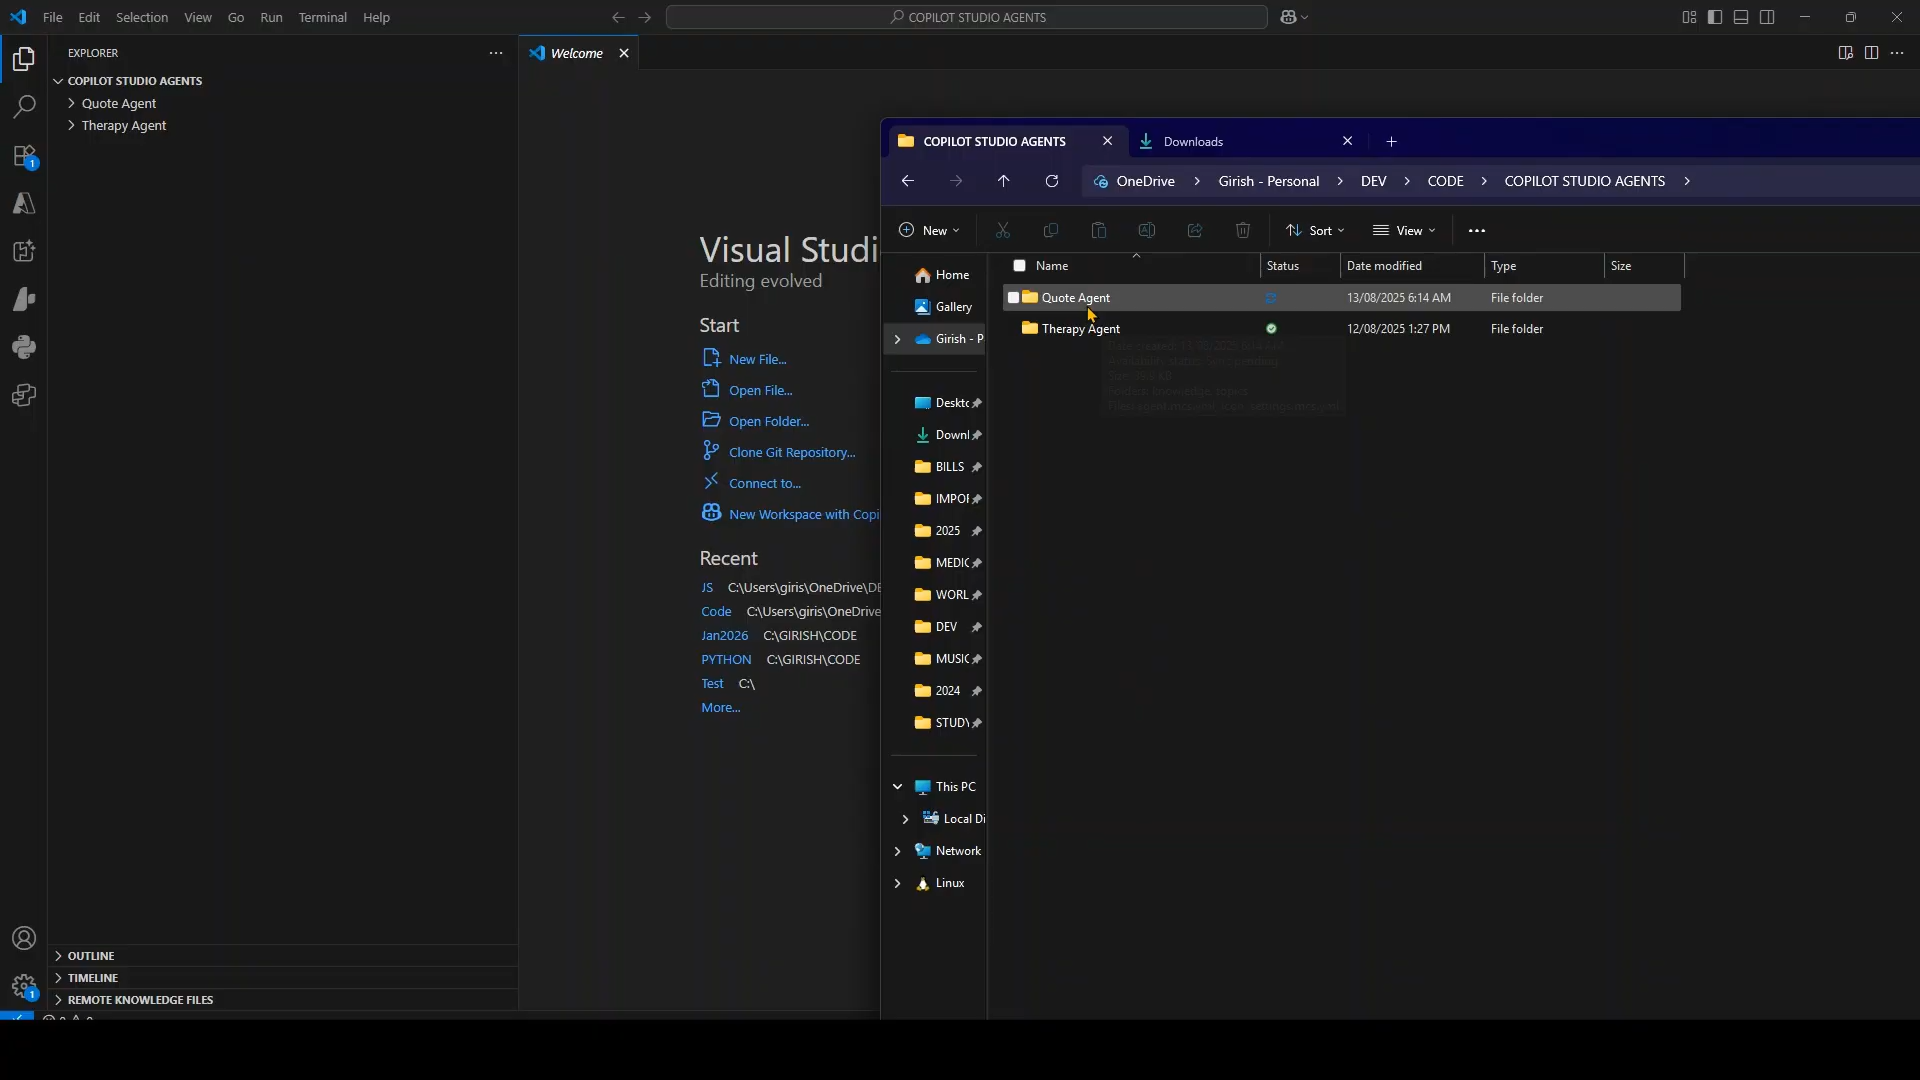 File Edit Selection View Go Run Terminal Help
COPILOT STUDIO AGENTS
EXPLORER
COPILOT STUDIO AGENTS
Quote Agent
Therapy Agent
1
Welcome
Visual Studi
Editing evolved
Start
New File...
Open File...
Open Folder...
Clone Git Repository...
Connect to...
New Workspace with Copi
Recent
JS C:\Users\giris\OneDrive\DE
Code C:\Users\giris\OneDrive
Jan2026 C:\GIRISH\CODE
PYTHON C:\GIRISH\CODE
Test C:\
More...
OUTLINE
TIMELINE
REMOTE KNOWLEDGE FILES
1
COPILOT STUDIO AGENTS
Downloads
OneDrive > Girish - Personal > DEV > CODE > COPILOT STUDIO AGENTS >
New
Sort
View
Name Status Date modified Type Size
Quote Agent 13/08/2025 6:14 AM File folder
Therapy Agent 12/08/2025 1:27 PM File folder
Home
Gallery
Girish - P
Deskto
Downl
BILLS
IMPOR
2025
MEDIC
WORL
DEV
MUSIC
2024
STUDY
This PC
Local Di
Network
Linux